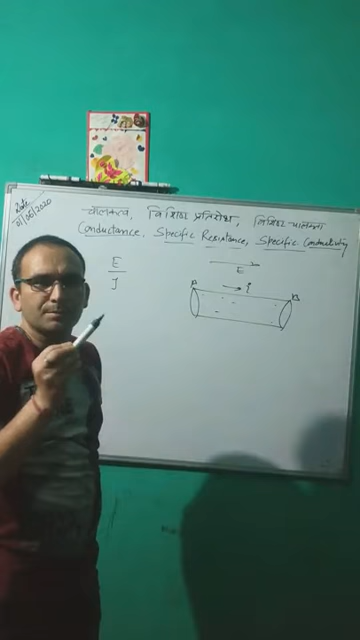 Date
01/06/2020
चालकत्व, विशिष्ट प्रतिरोध, विशिष्ट चालकता
Conductance. Specific Resistance, Specific Conductivity
E
E
I
A
i
B